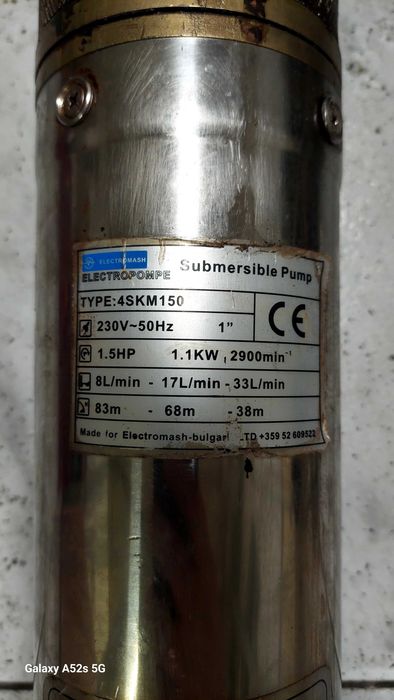 ELECTROMASH
ELECTROPOMPE
Submersible Pump
TYPE:4SKM150
230V~50Hz 1”
CE
1.5HP 1.1KW , 2900min⁻¹
8L/min - 17L/min - 33L/min
83m - 68m - 38m
Made for Electromash-bulgar TD +359 52 609522
Galaxy A52s 5G